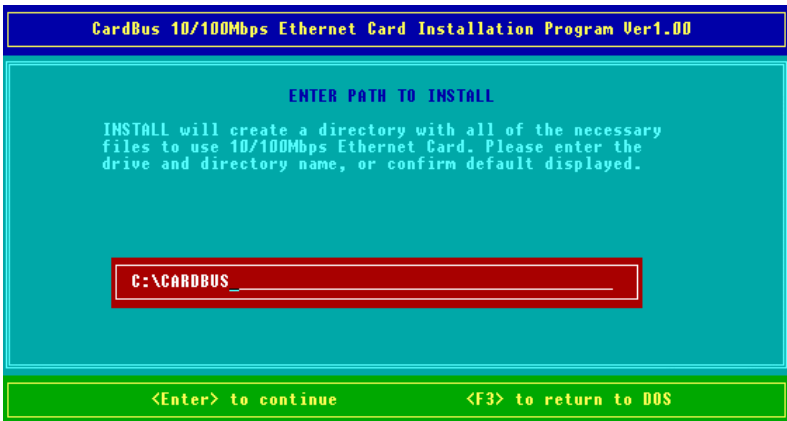 CardBus 10/100Mbps Ethernet Card Installation Program Ver1.00
ENTER PATH TO INSTALL
INSTALL will create a directory with all of the necessary
files to use 10/100Mbps Ethernet Card. Please enter the
drive and directory name, or confirm default displayed.
C:\CARDBUS_______________________________________
<Enter> to continue <F3> to return to DOS